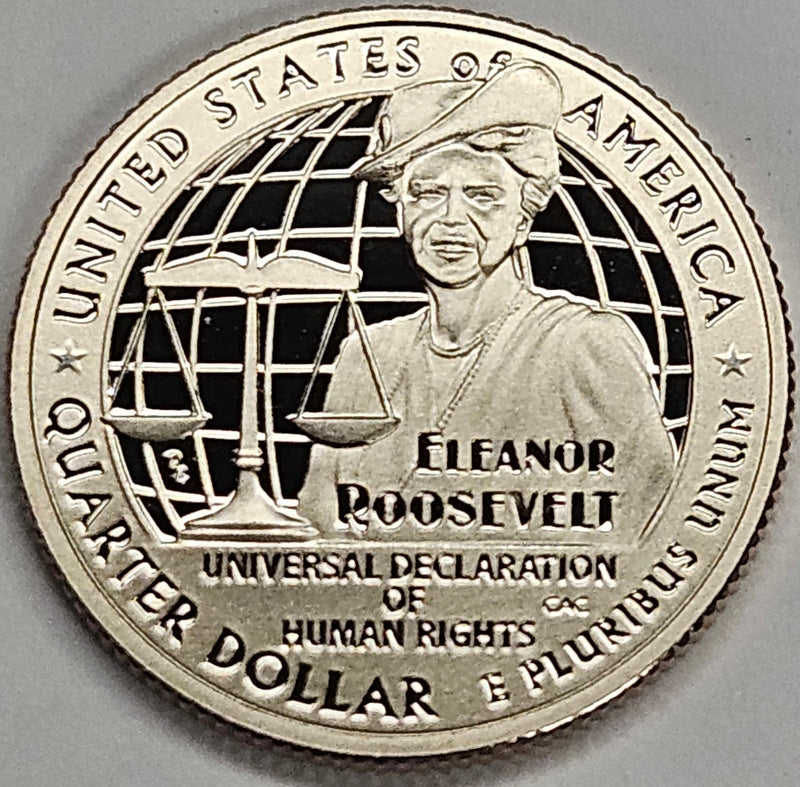 UNITED STATES of AMERICA
ELEANOR
ROOSEVELT
UNIVERSAL DECLARATION
OF
HUMAN RIGHTS
CAC
QUARTER DOLLAR
E PLURIBUS UNUM